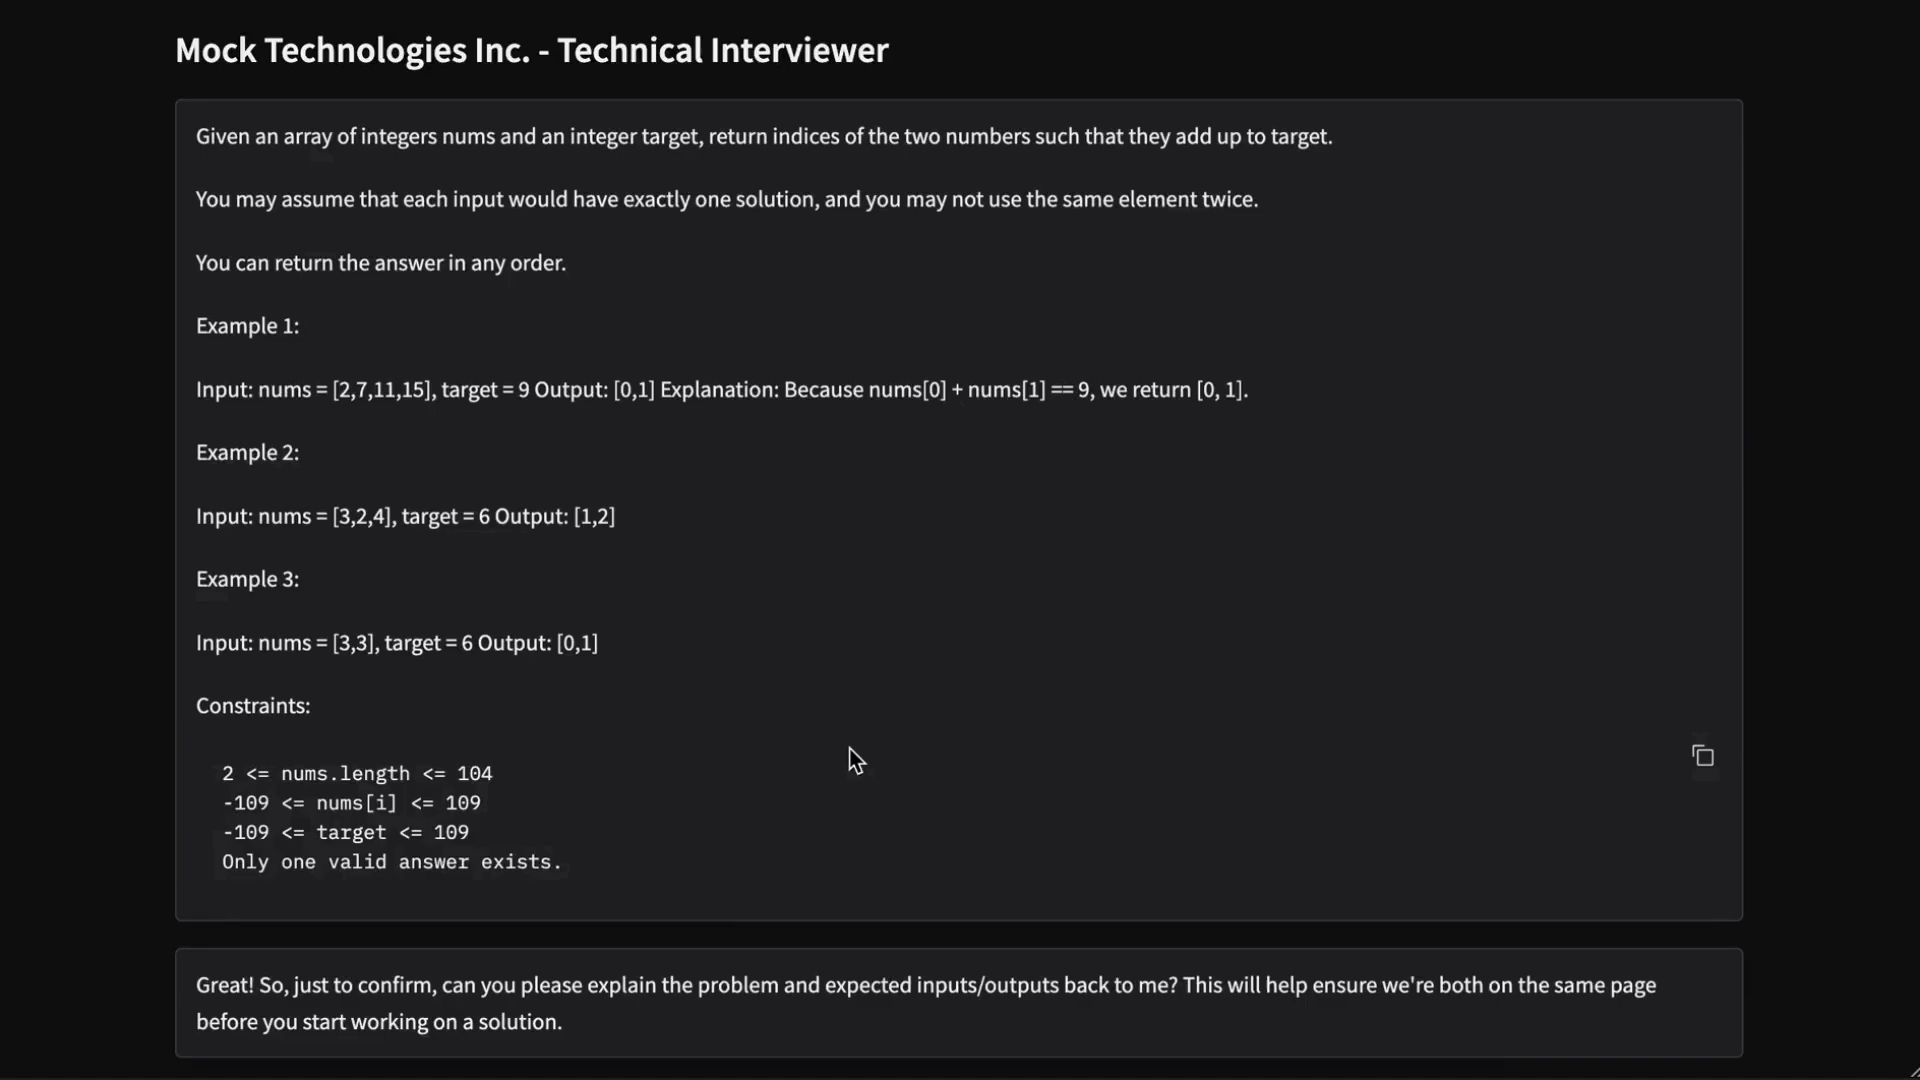 Mock Technologies Inc. - Technical Interviewer
Given an array of integers nums and an integer target, return indices of the two numbers such that they add up to target.
You may assume that each input would have exactly one solution, and you may not use the same element twice.
You can return the answer in any order.
Example 1:
Input: nums = [2,7,11,15], target = 9 Output: [0,1] Explanation: Because nums[0] + nums[1] == 9, we return [0, 1].
Example 2:
Input: nums = [3,2,4], target = 6 Output: [1,2]
Example 3:
Input: nums = [3,3], target = 6 Output: [0,1]
Constraints:
2 <= nums.length <= 104
-109 <= nums[i] <= 109
-109 <= target <= 109
Only one valid answer exists.
Great! So, just to confirm, can you please explain the problem and expected inputs/outputs back to me? This will help ensure we're both on the same page
before you start working on a solution.